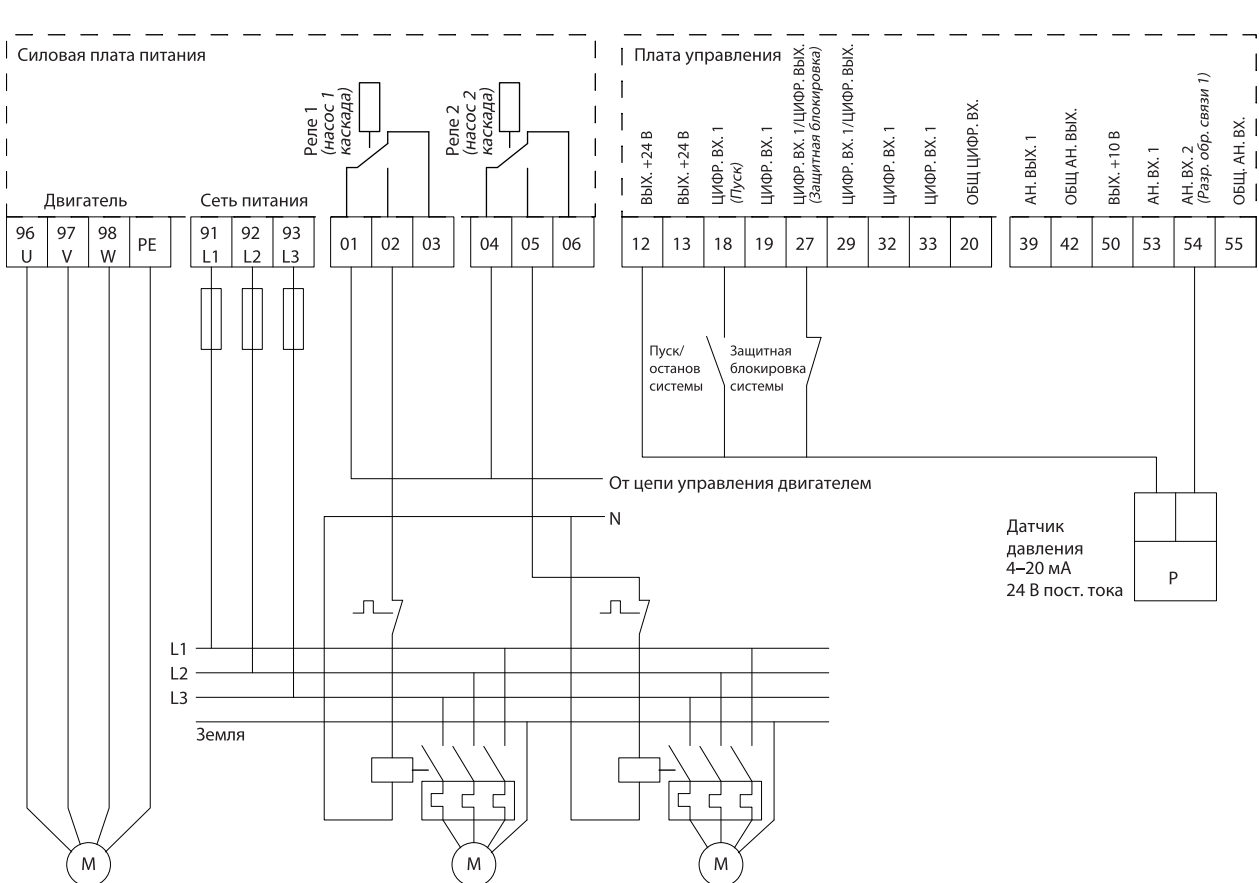 Силовая плата питания
Плата управления
Реле 1
(насос 1
каскада)
Реле 2
(насос 2
каскада)
ВЫХ. +24 В
ВЫХ. +24 В
ЦИФР. ВХ. 1
(Пуск)
ЦИФР. ВХ. 1
ЦИФР. ВХ. 1/ЦИФР. ВЫХ.
(Защитная блокировка)
ЦИФР. ВХ. 1/ЦИФР. ВЫХ.
ЦИФР. ВХ. 1
ЦИФР. ВХ. 1
ОБЩ ЦИФР. ВХ.
АН. ВЫХ. 1
ОБЩ АН. ВЫХ.
ВЫХ. +10 В
АН. ВХ. 1
АН. ВХ. 2
(Разр. обр. связи 1)
ОБЩ. АН. ВХ.
Двигатель
Сеть питания
96 97 98 PE
U V W
91 92 93
L1 L2 L3
01 02 03
04 05 06
12 13 18 19 27 29 32 33 20
39 42 50 53 54 55
Пуск/
останов
системы
Защитная
блокировка
системы
От цепи управления двигателем
N
Датчик
давления
4–20 мА
24 В пост. тока
P
L1
L2
L3
Земля
M
M
M